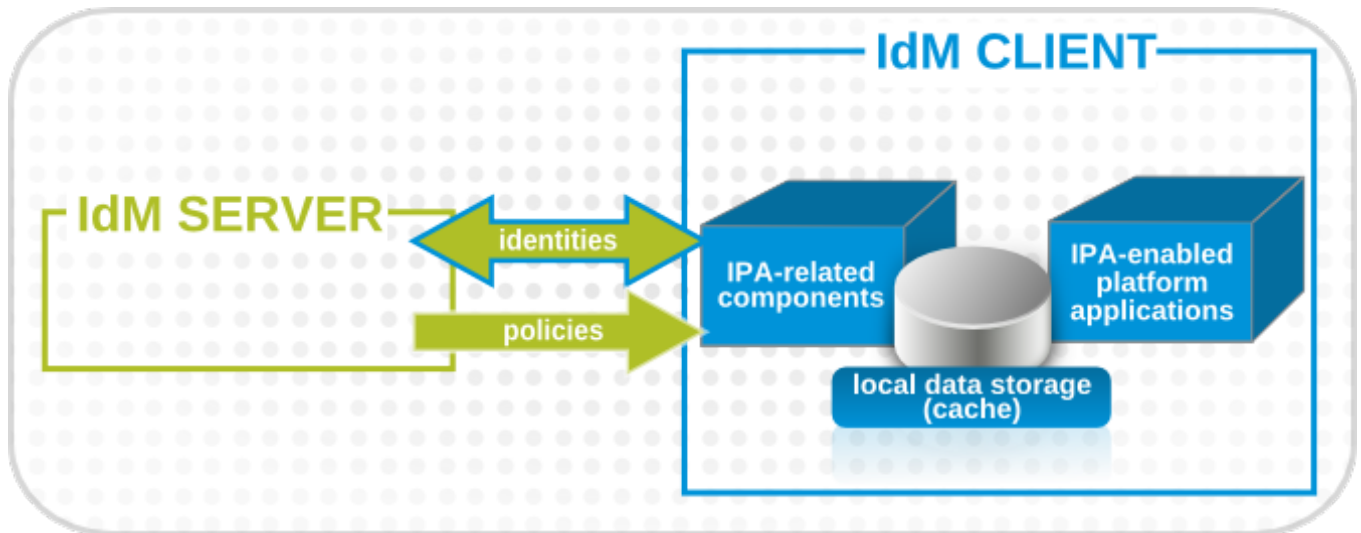 IdM CLIENT
IdM SERVER
identities
policies
IPA-related
components
IPA-enabled
platform
applications
local data storage
(cache)